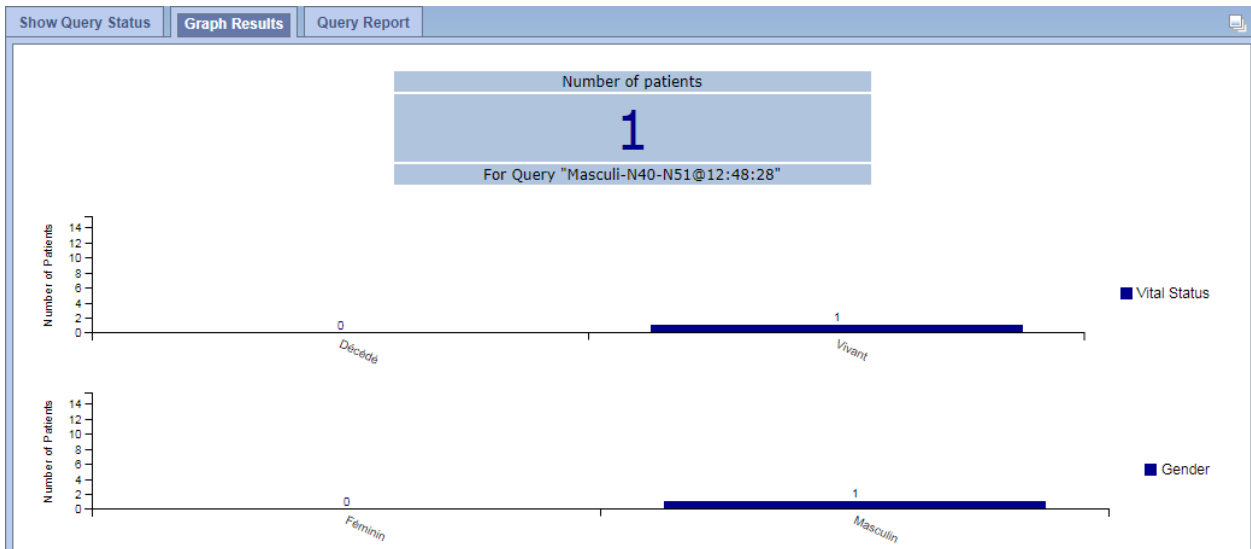 Show Query Status Graph Results Query Report
Number of patients
1
For Query "Masculi-N40-N51@12:48:28"
Number of Patients
14
12
10
8
6
4
2
0
0
1
Décédé
Vivant
Vital Status
Number of Patients
14
12
10
8
6
4
2
0
0
1
Féminin
Masculin
Gender